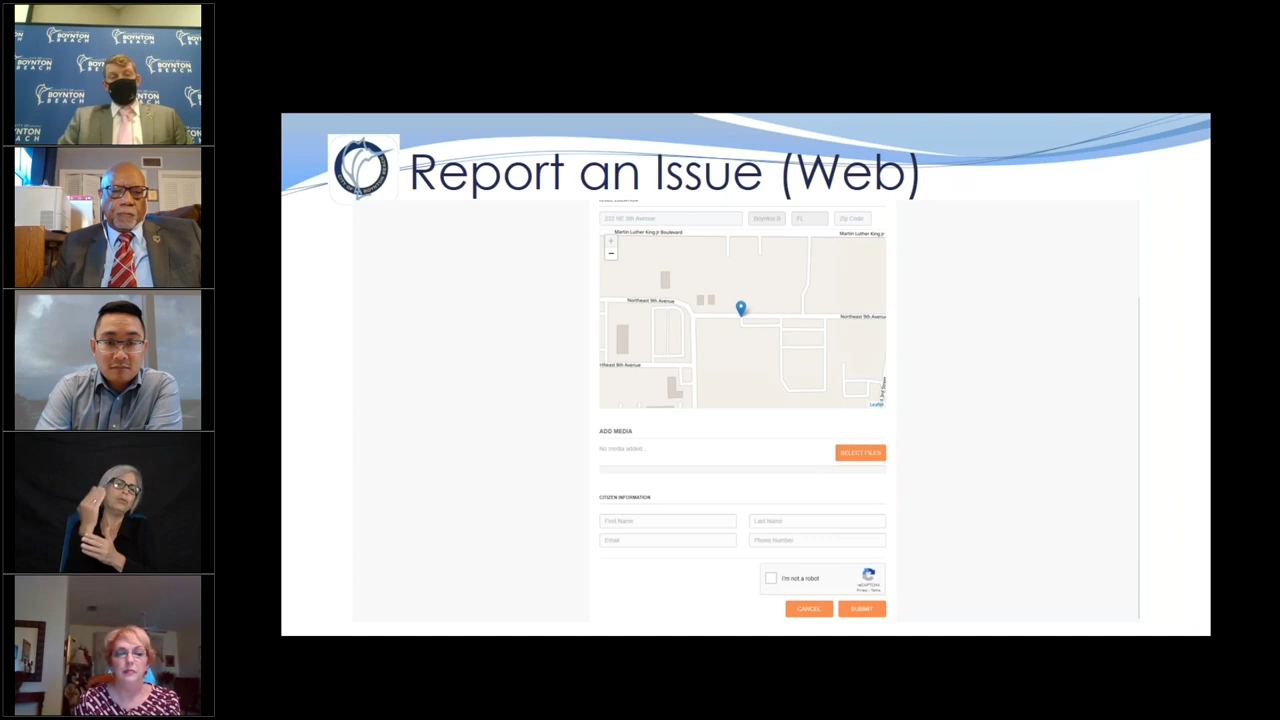 BOYNTON
BEACH
Report an Issue (Web)
222 NE 9th Avenue
Boynton B
FL
Zip Code
Martin Luther King Jr Boulevard
Martin Luther King Jr
+
−
Northeast 9th Avenue
Northeast 9th Avenue
heast 8th Avenue
Leaflet
ADD MEDIA
No media added...
SELECT FILES
CITIZEN INFORMATION
First Name
Last Name
Email
Phone Number
I'm not a robot
reCAPTCHA
Privacy - Terms
CANCEL
SUBMIT